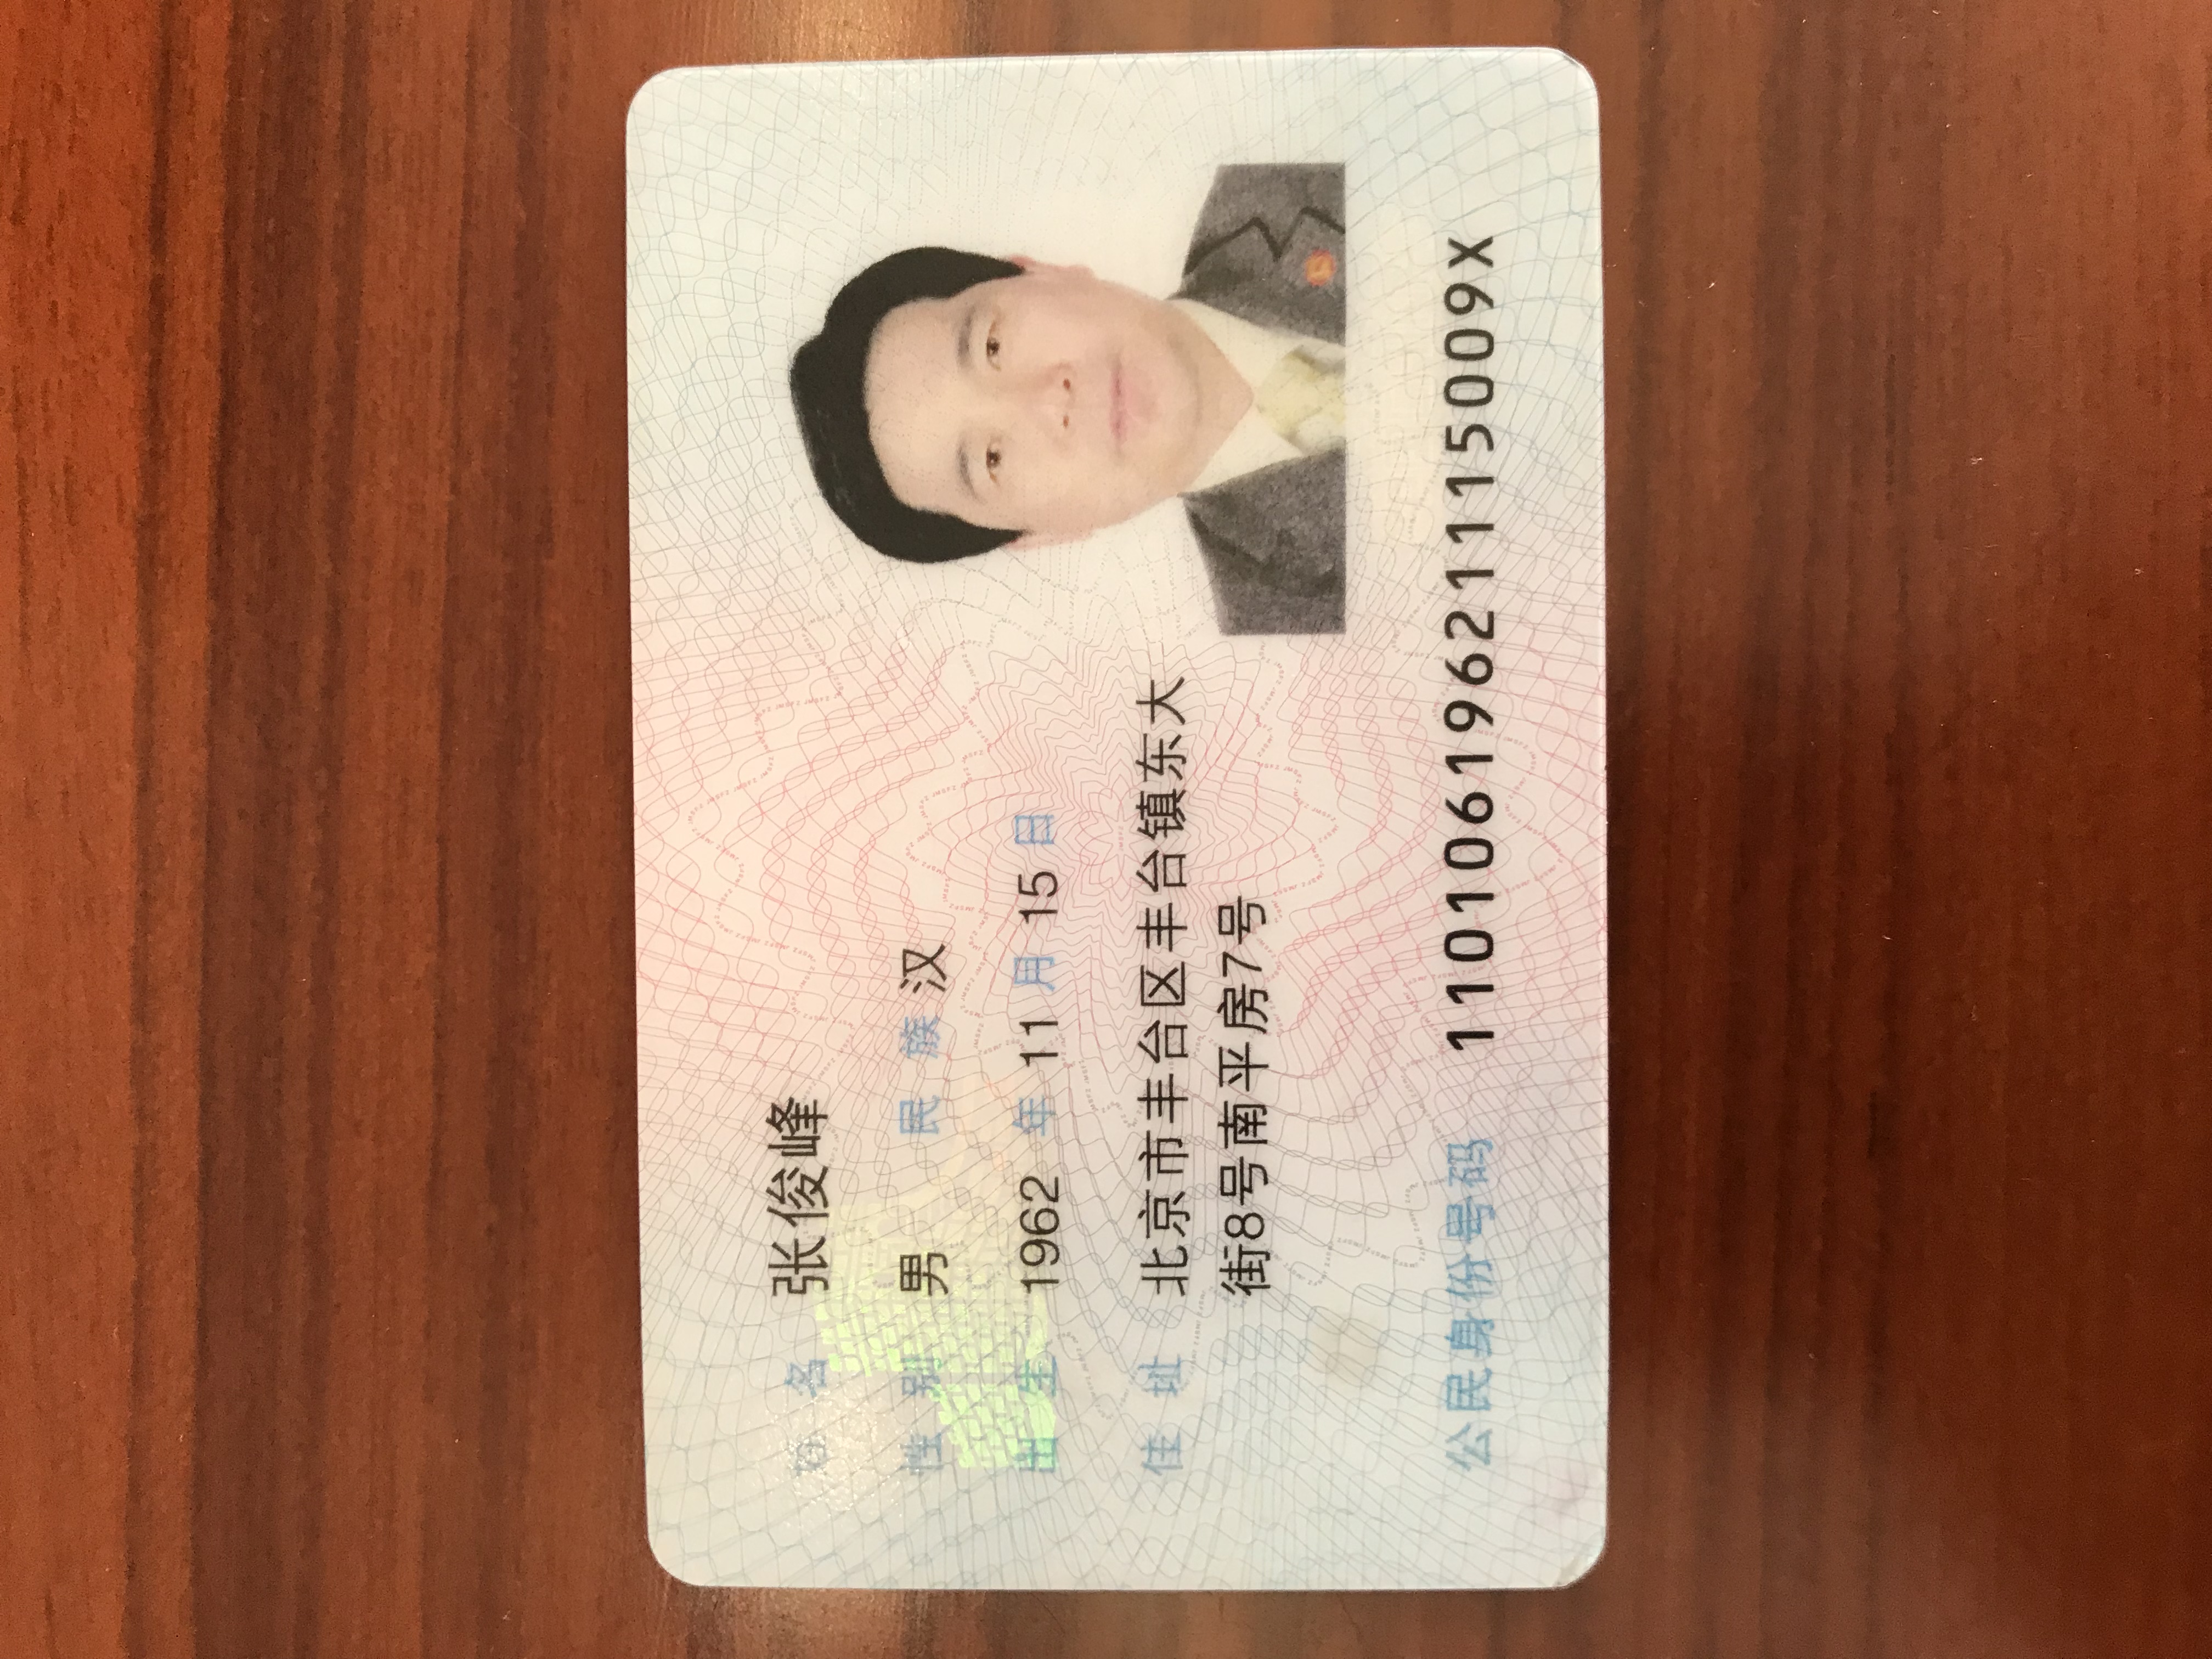 姓名 张俊峰
性别 男 民族 汉
出生 1962 年 11 月 15 日
住址 北京市丰台区丰台镇东大
街8号南平房7号
公民身份号码 11010619621115009X